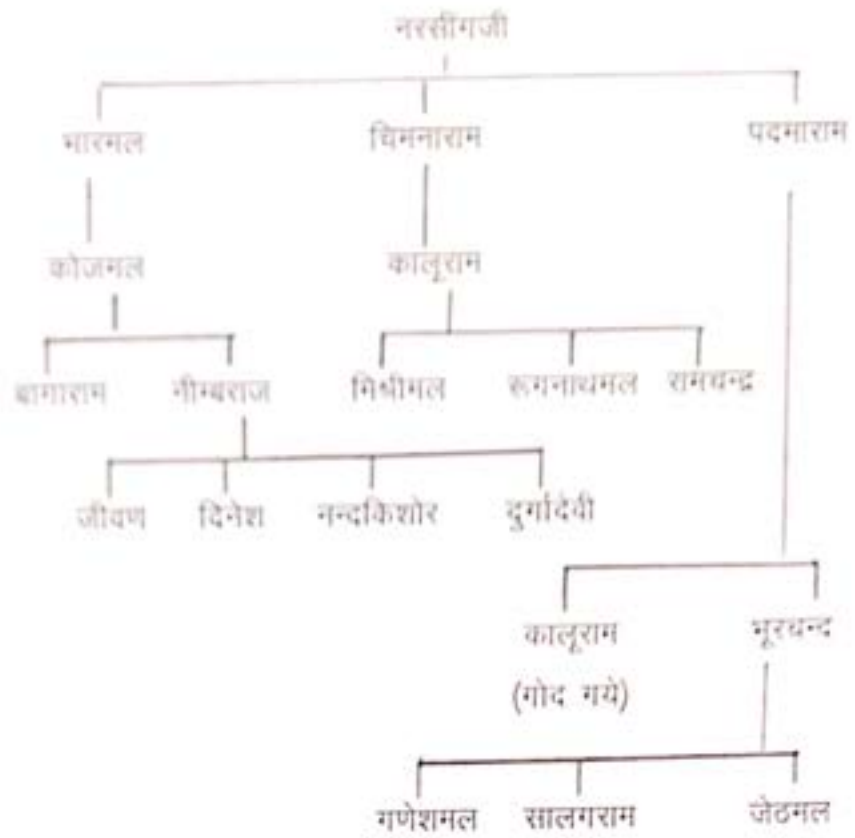 नरसींगजी
भारमल चिमनाराम पदमाराम
कोजमल कालूराम
बागाराम नीम्बराज मिश्रीमल रूगनाथमल रामचन्द्र
जीवण दिनेश नन्दकिशोर दुर्गादेवी
कालूराम भूरचन्द
(गोद गये)
गणेशमल सालगराम जेठमल